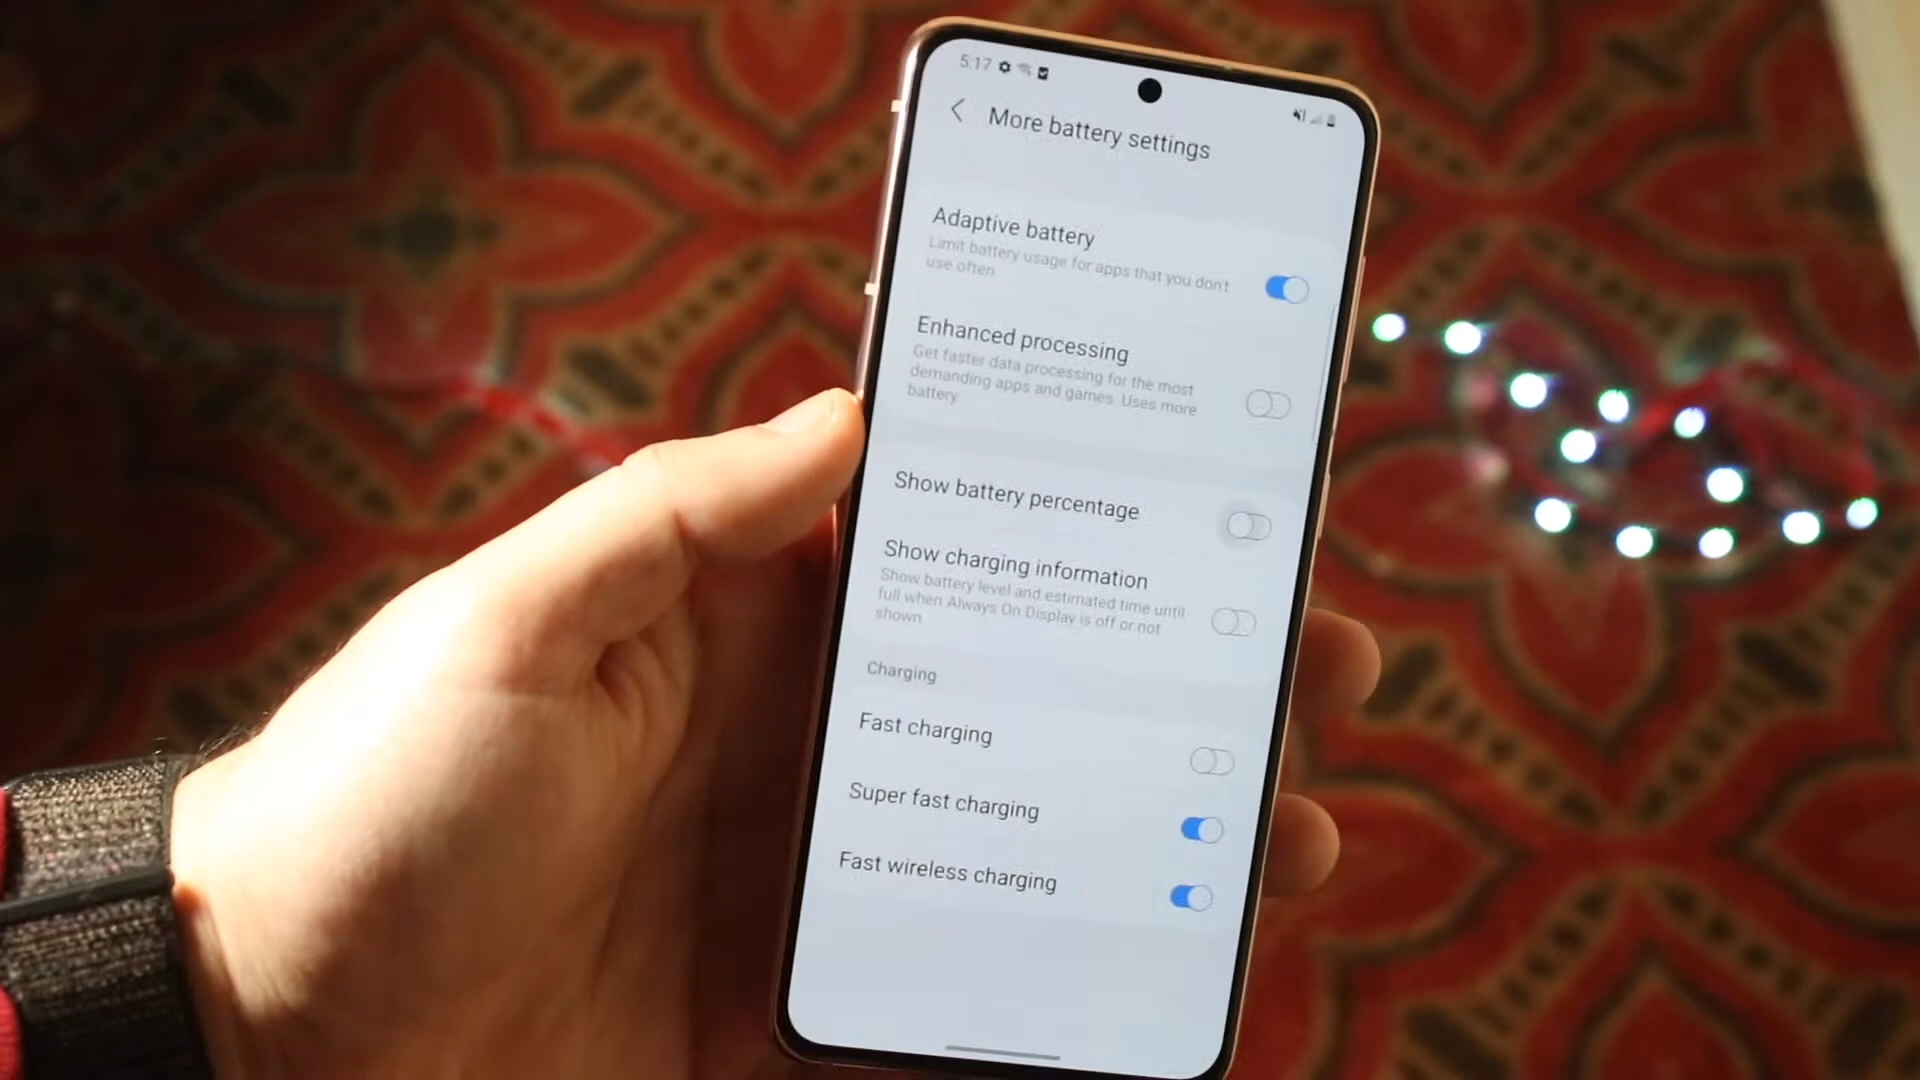 5:17
More battery settings
Adaptive battery
Limit battery usage for apps that you don't
use often.
Enhanced processing
Get faster data processing for the most
demanding apps and games. Uses more
battery.
Show battery percentage
Show charging information
Show battery level and estimated time until
full when Always On Display is off or not
shown.
Charging
Fast charging
Super fast charging
Fast wireless charging